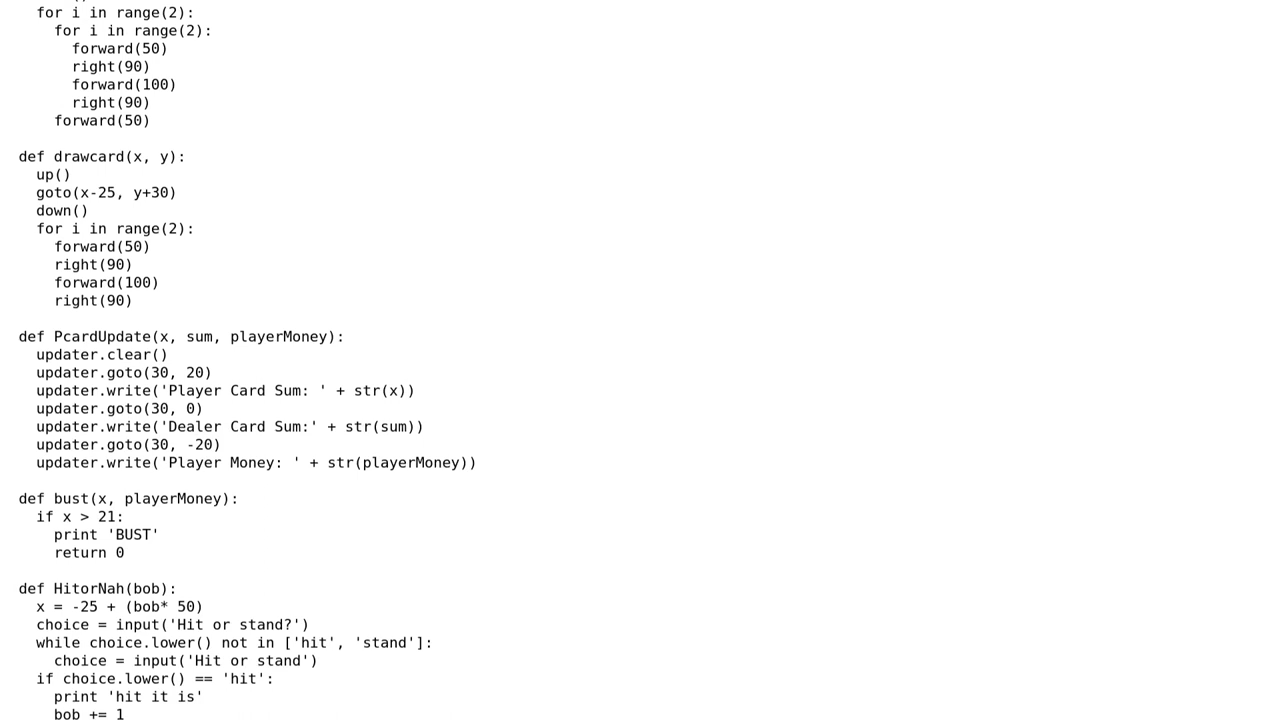 for i in range(2):
for i in range(2):
forward(50)
right(90)
forward(100)
right(90)
forward(50)
def drawcard(x, y):
up()
goto(x-25, y+30)
down()
for i in range(2):
forward(50)
right(90)
forward(100)
right(90)
def PcardUpdate(x, sum, playerMoney):
updater.clear()
updater.goto(30, 20)
updater.write('Player Card Sum: ' + str(x))
updater.goto(30, 0)
updater.write('Dealer Card Sum:' + str(sum))
updater.goto(30, -20)
updater.write('Player Money: ' + str(playerMoney))
def bust(x, playerMoney):
if x > 21:
print 'BUST'
return 0
def HitorNah(bob):
x = -25 + (bob* 50)
choice = input('Hit or stand?')
while choice.lower() not in ['hit', 'stand']:
choice = input('Hit or stand')
if choice.lower() == 'hit':
print 'hit it is'
bob += 1